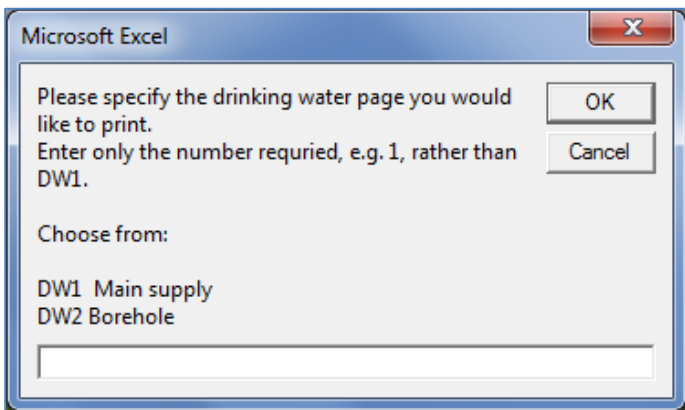 Microsoft Excel
Please specify the drinking water page you would
like to print.
Enter only the number requried, e.g. 1, rather than
DW1.
Choose from:
DW1 Main supply
DW2 Borehole
OK
Cancel